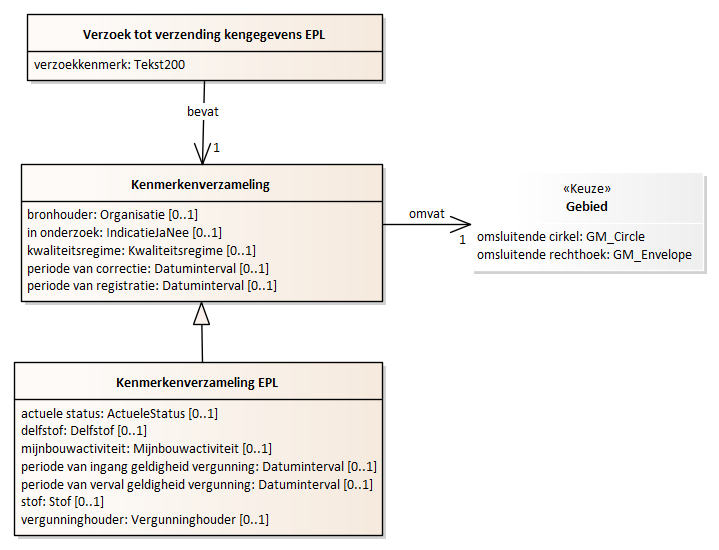 Verzoek tot verzending kengegevens EPL
verzoekkenmerk: Tekst200
bevat
1
Kenmerkenverzameling
bronhouder: Organisatie [0..1]
in onderzoek: IndicatieJaNee [0..1]
kwaliteitsregime: Kwaliteitsregime [0..1]
periode van correctie: Datuminterval [0..1]
periode van registratie: Datuminterval [0..1]
omvat
1
«Keuze»
Gebied
omsluitende cirkel: GM_Circle
omsluitende rechthoek: GM_Envelope
Kenmerkenverzameling EPL
actuele status: ActueleStatus [0..1]
delfstof: Delfstof [0..1]
mijnbouwactiviteit: Mijnbouwactiviteit [0..1]
periode van ingang geldigheid vergunning: Datuminterval [0..1]
periode van verval geldigheid vergunning: Datuminterval [0..1]
stof: Stof [0..1]
vergunninghouder: Vergunninghouder [0..1]